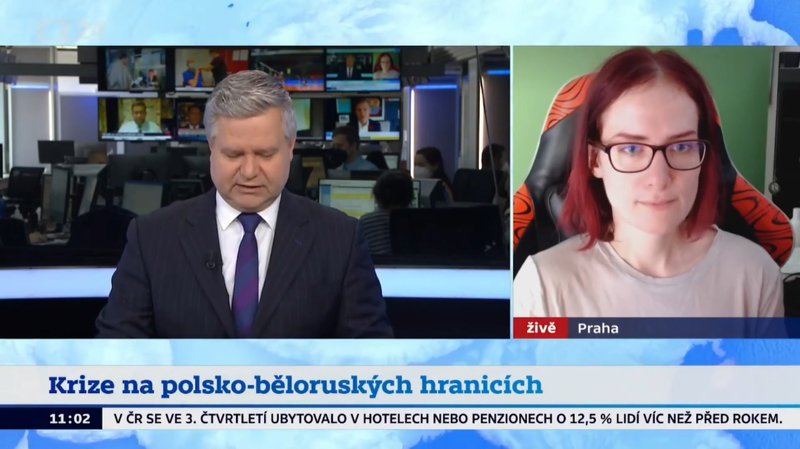 živě Praha
Krize na polsko-běloruských hranicích
11:02 V ČR SE VE 3. ČTVRTLETÍ UBYTOVALO V HOTELECH NEBO PENZIONECH O 12,5 % LIDÍ VÍC NEŽ PŘED ROKEM.